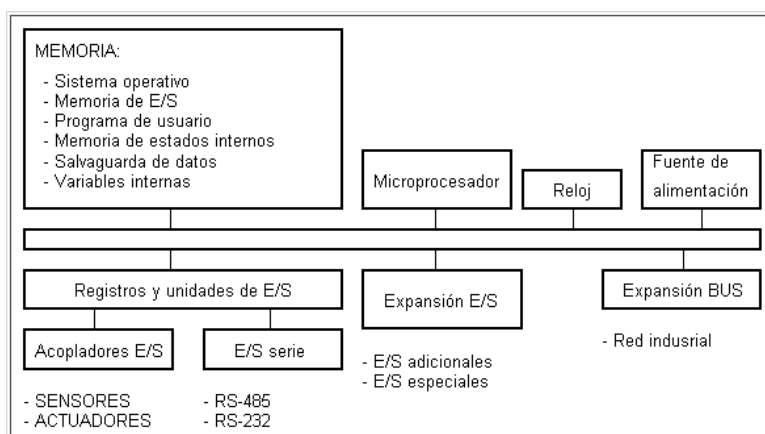 MEMORIA:
- Sistema operativo
- Memoria de E/S
- Programa de usuario
- Memoria de estados internos
- Salvaguarda de datos
- Variables internas
Microprocesador
Reloj
Fuente de
alimentación
Registros y unidades de E/S
Expansión E/S
Expansión BUS
Acopladores E/S
E/S serie
- E/S adicionales
- E/S especiales
- Red indusrial
- SENSORES
- ACTUADORES
- RS-485
- RS-232